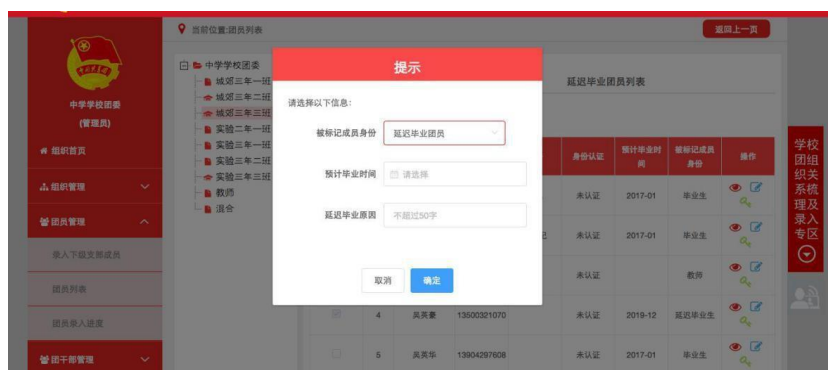 当前位置:团员列表
返回上一页
中学学校团委
(管理员)
组织首页
组织管理
团员管理
录入下级支部成员
团员列表
团员录入进度
团干部管理
中学学校团委
城郊三年一班
城郊三年二班
城郊三年三班
实验二年一班
实验三年一班
实验三年二班
实验三年三班
教师
混合
提示
请选择以下信息:
被标记成员身份 延迟毕业团员
预计毕业时间 请选择
延迟毕业原因 不超过50字
取消 确定
延迟毕业团员列表
身份认证 预计毕业时间 被标记成员身份 操作
未认证 2017-01 毕业生
未认证 2017-01 毕业生
未认证 教师
4 吴英豪 13500321070 未认证 2019-12 延迟毕业生
5 吴英华 13904297608 未认证 2017-01 毕业生
学校
团组
织关
系统
理及
录入
专区